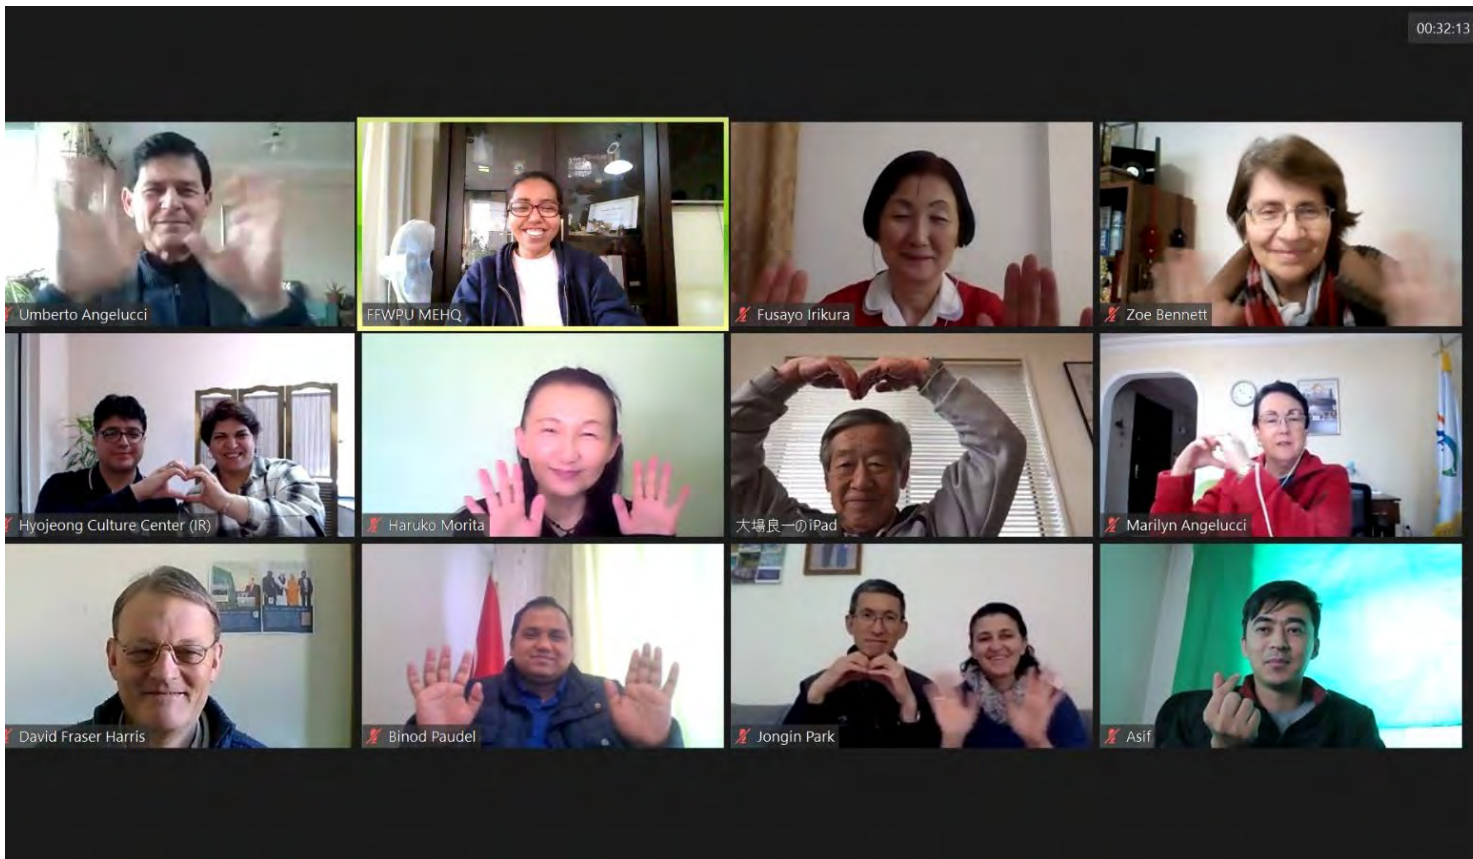 00:32:13
Umberto Angelucci
FFWPU MEHQ
Fusayo Irikura
Zoe Bennett
Hyojeong Culture Center (IR)
Haruko Morita
大場良一のiPad
Marilyn Angelucci
David Fraser Harris
Binod Paudel
Jongin Park
Asif